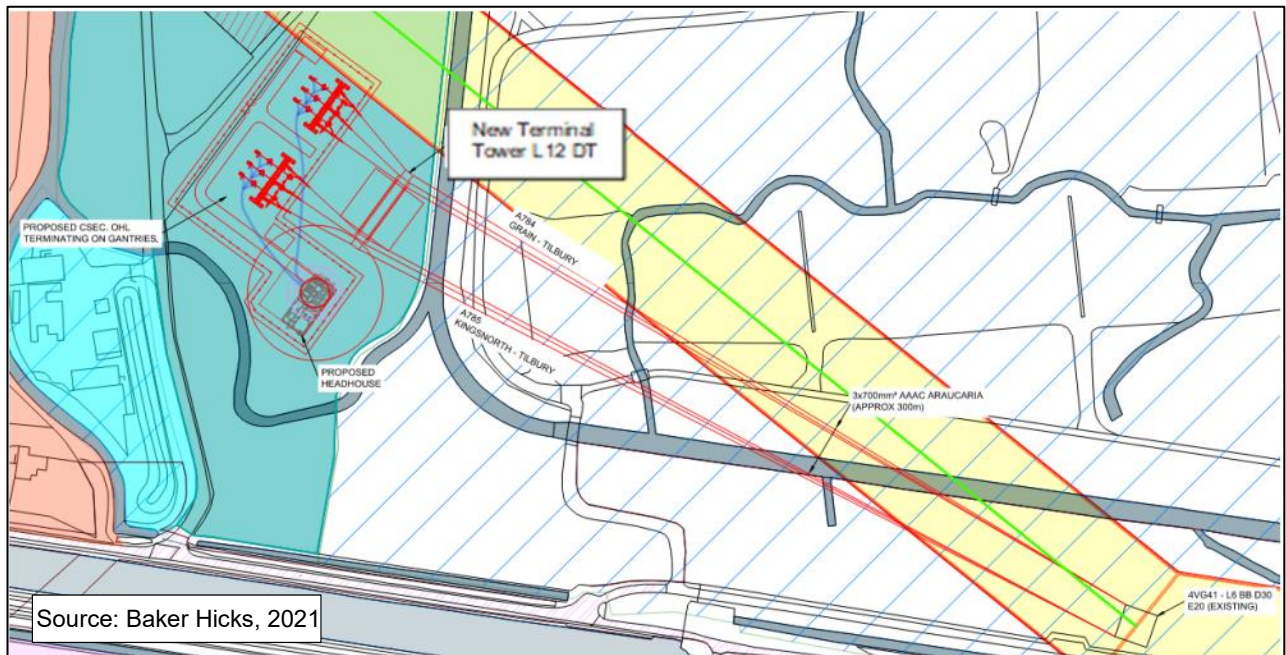 New Terminal
Tower L12 DT
PROPOSED CSEC. OHL
TERMINATING ON GANTRIES,
A784
GRAIN - TILBURY
A785
KINGSNORTH - TILBURY
PROPOSED
HEADHOUSE
3x700mm² AAAC ARAUCARIA
(APPROX 300m)
4VG41 - L6 BB D30
E20 (EXISTING)
Source: Baker Hicks, 2021